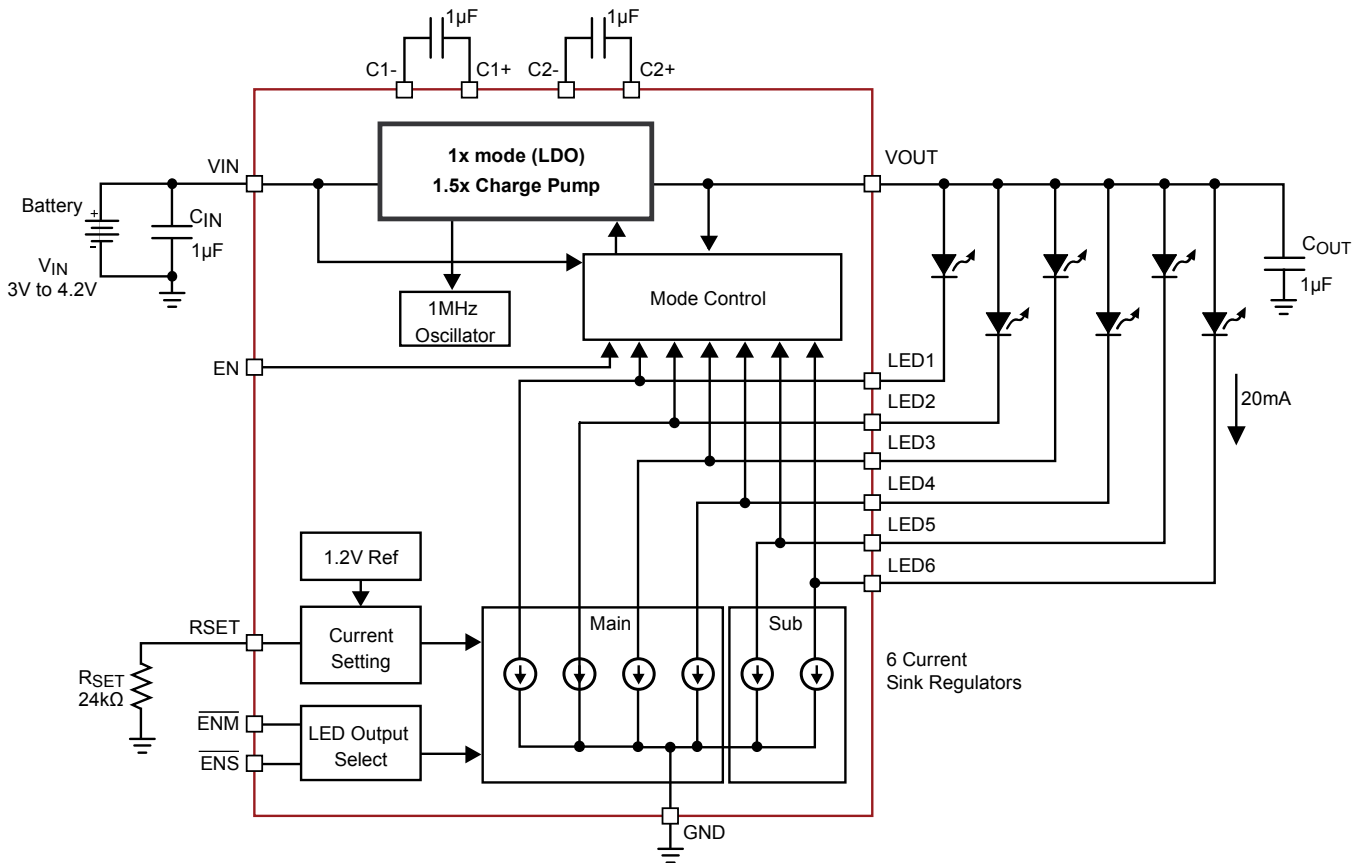 1µF
1µF
C1-
C1+
C2-
C2+
1x mode (LDO)
1.5x Charge Pump
VIN
VOUT
Battery
+
-
CIN
1µF
VIN
3V to 4.2V
1MHz
Oscillator
Mode Control
COUT
1µF
EN
LED1
LED2
20mA
LED3
LED4
LED5
LED6
1.2V Ref
RSET
Current
Setting
Main
Sub
6 Current
Sink Regulators
RSET
24kΩ
ENM
ENS
LED Output
Select
GND